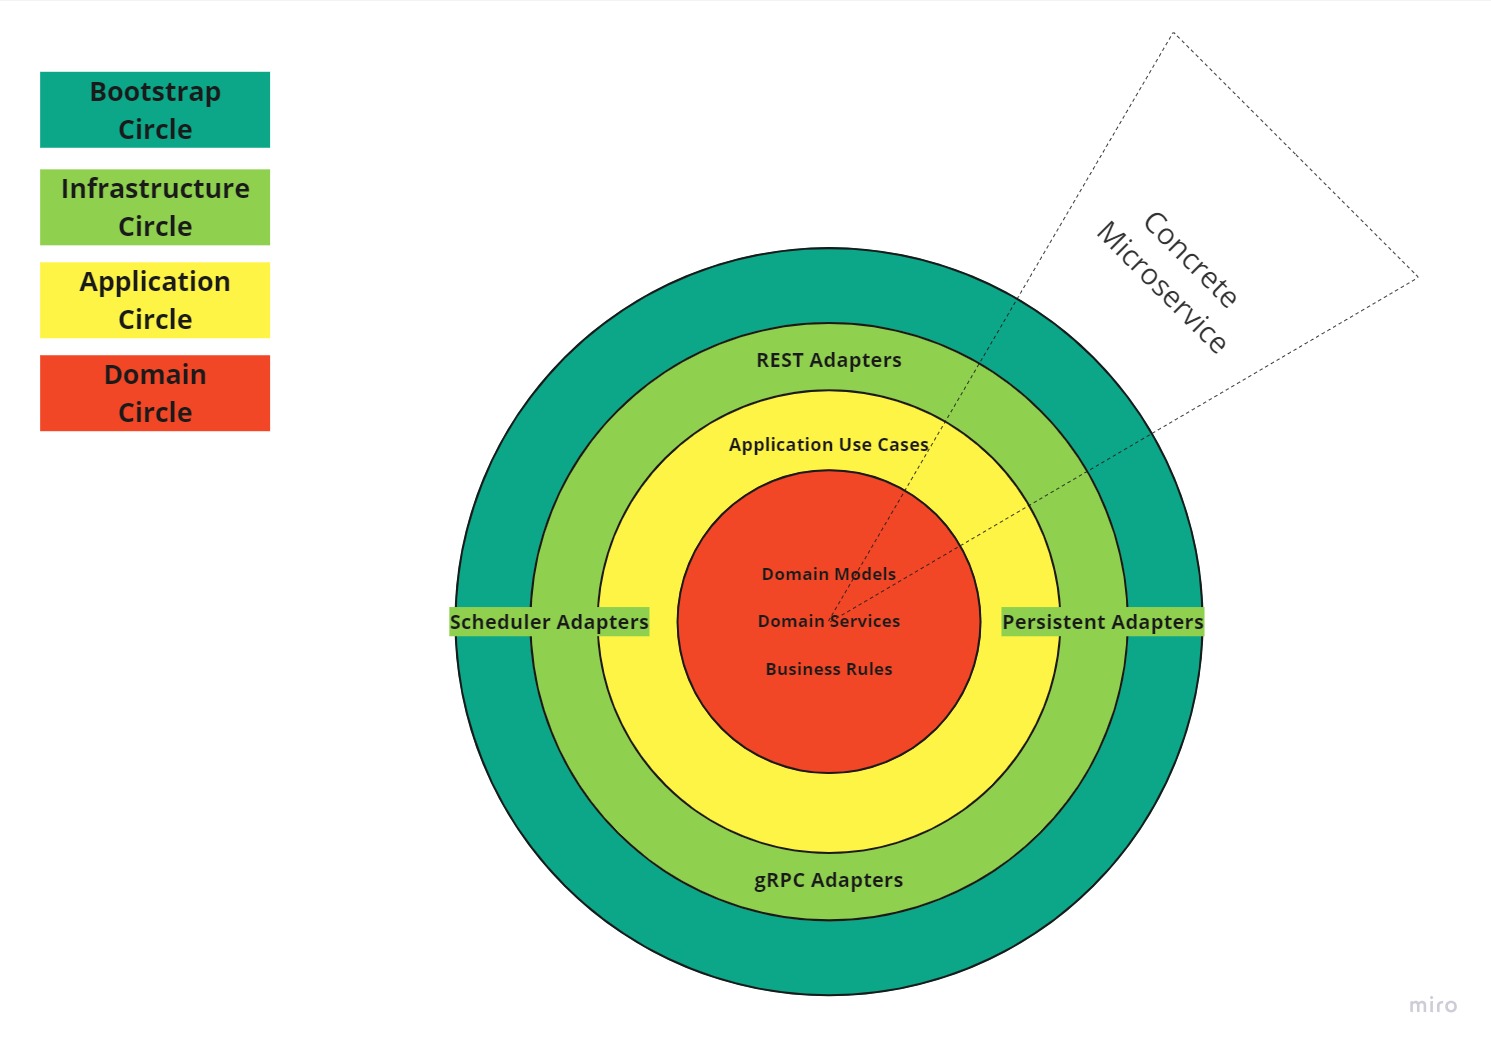 Bootstrap
Circle
Infrastructure
Circle
Application
Circle
Domain
Circle
Concrete
Microservice
REST Adapters
Application Use Cases
Domain Models
Scheduler Adapters
Domain Services
Persistent Adapters
Business Rules
gRPC Adapters
miro